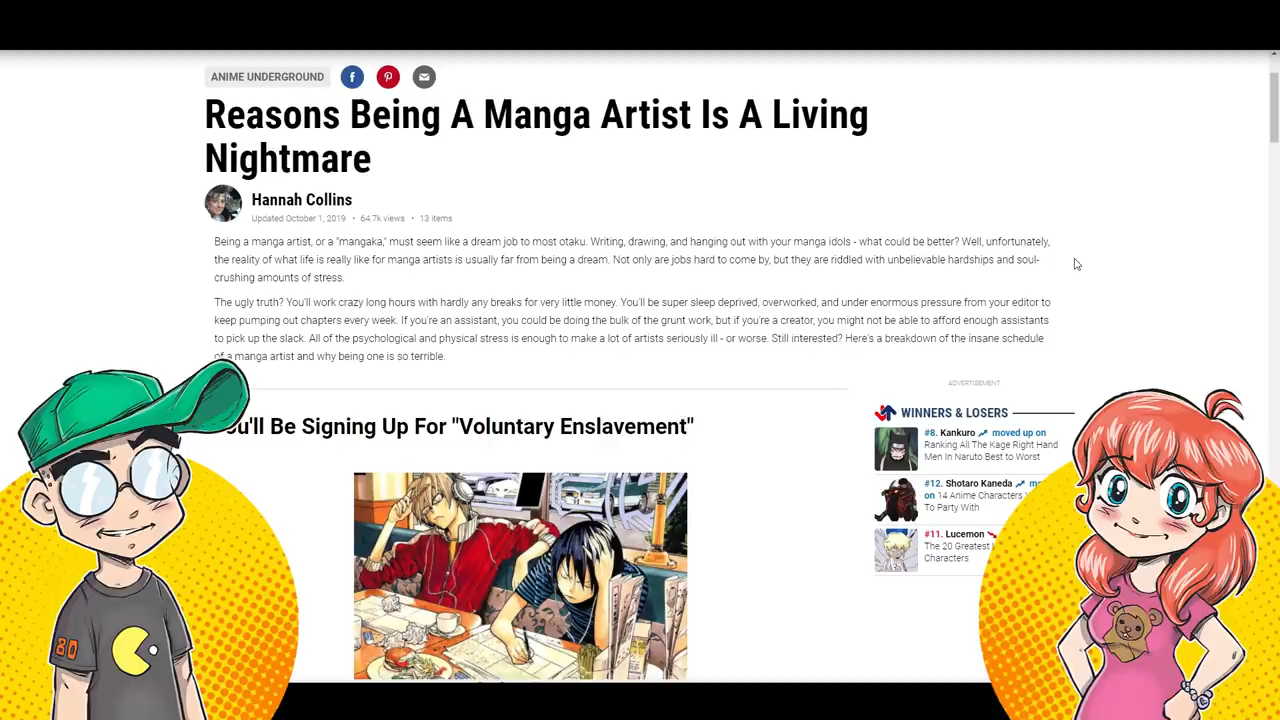 ANIME UNDERGROUND
Reasons Being A Manga Artist Is A Living
Nightmare
Hannah Collins
Updated October 1, 2019 • 64.7k views • 13 items
Being a manga artist, or a "mangaka," must seem like a dream job to most otaku. Writing, drawing, and hanging out with your manga idols - what could be better? Well, unfortunately,
the reality of what life is really like for manga artists is usually far from being a dream. Not only are jobs hard to come by, but they are riddled with unbelievable hardships and soul-
crushing amounts of stress.
The ugly truth? You'll work crazy long hours with hardly any breaks for very little money. You'll be super sleep deprived, overworked, and under enormous pressure from your editor to
keep pumping out chapters every week. If you're an assistant, you could be doing the bulk of the grunt work, but if you're a creator, you might not be able to afford enough assistants
to pick up the slack. All of the psychological and physical stress is enough to make a lot of artists seriously ill - or worse. Still interested? Here's a breakdown of the insane schedule
of a manga artist and why being one is so terrible.
ADVERTISEMENT
WINNERS & LOSERS
#8. Kankuro moved up on
Ranking All The Kage Right Hand
Men In Naruto Best to Worst
#12. Shotaro Kaneda
on 14 Anime Characters
To Party With
#11. Lucemon
The 20 Greatest
Characters
u'll Be Signing Up For "Voluntary Enslavement"
80